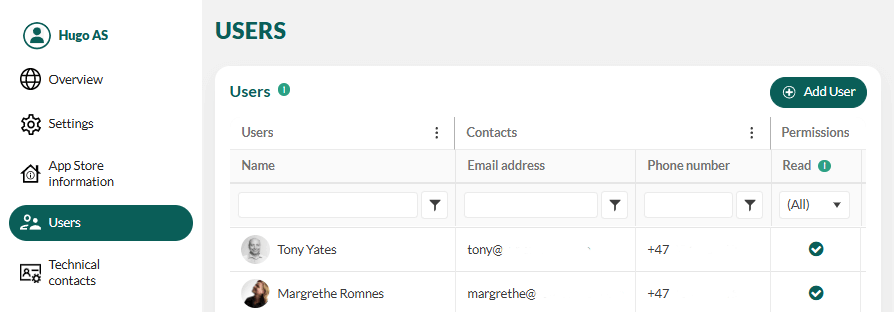 Hugo AS
Overview
Settings
App Store
information
Users
Technical
contacts
USERS
Users
Add User
Users Contacts Permissions
Name Email address Phone number Read
(All)
Tony Yates tony@ +47
Margrethe Romnes margrethe@ +47